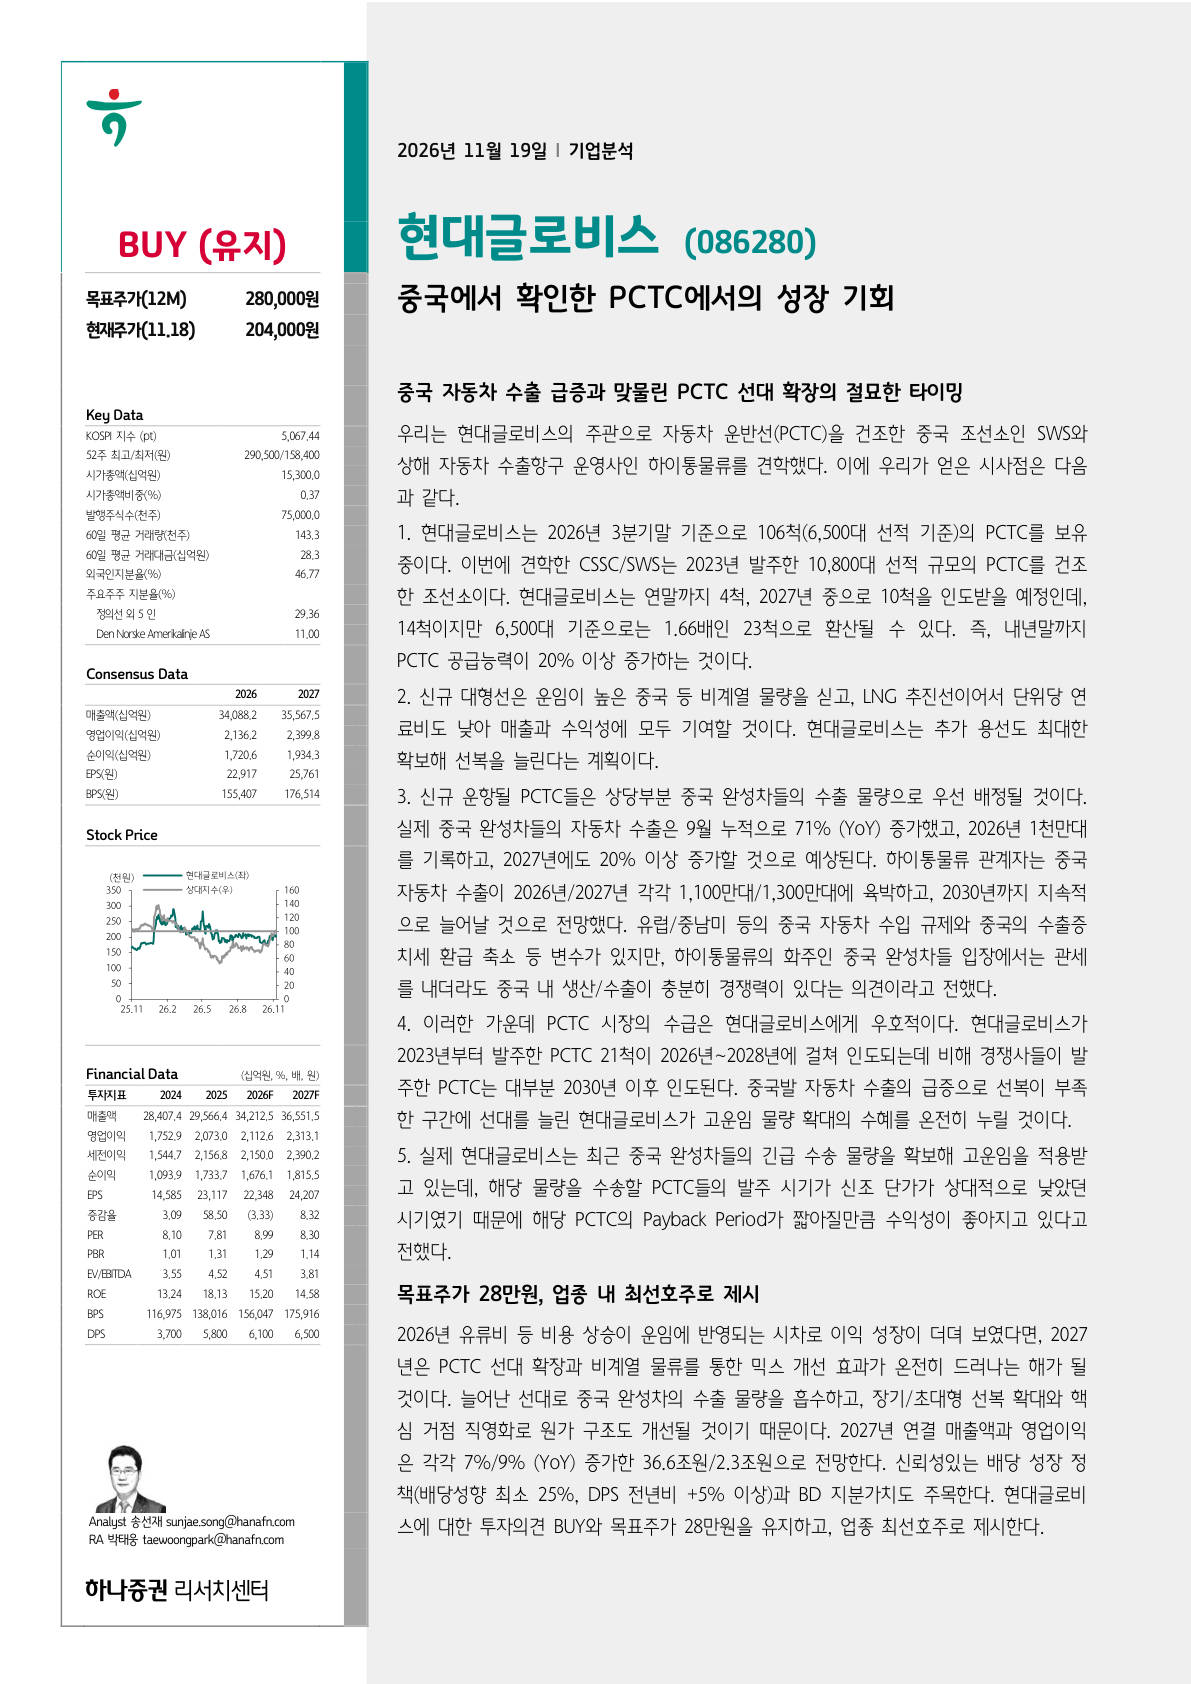 BUY (유지)
목표주가(12M) 280,000원
현재주가(11.18) 204,000원
Key Data
KOSPI 지수 (pt) 5,067.44
52주 최고/최저(원) 290,500/158,400
시가총액(십억원) 15,300.0
시가총액비중(%) 0.37
발행주식수(천주) 75,000.0
60일 평균 거래량(천주) 143.3
60일 평균 거래대금(십억원) 28.3
외국인지분율(%) 46.77
주요주주 지분율(%)
정의선 외 5 인 29.36
Den Norske Amerikalinje AS 11.00
Consensus Data
2026 2027
매출액(십억원) 34,088.2 35,567.5
영업이익(십억원) 2,136.2 2,399.8
순이익(십억원) 1,720.6 1,934.3
EPS(원) 22,917 25,761
BPS(원) 155,407 176,514
Stock Price
(천원) 현대글로비스(좌)
상대지수(우)
350 160
300 140
250 120
200 100
150 80
100 60
50 40
0 20
0
25.11 26.2 26.5 26.8 26.11
Financial Data (십억원, %, 배, 원)
투자지표 2024 2025 2026F 2027F
매출액 28,407.4 29,566.4 34,212.5 36,551.5
영업이익 1,752.9 2,073.0 2,112.6 2,313.1
세전이익 1,544.7 2,156.8 2,150.0 2,390.2
순이익 1,093.9 1,733.7 1,676.1 1,815.5
EPS 14,585 23,117 22,348 24,207
증감율 3.09 58.50 (3.33) 8.32
PER 8.10 7.81 8.99 8.30
PBR 1.01 1.31 1.29 1.14
EV/EBITDA 3.55 4.52 4.51 3.81
ROE 13.24 18.13 15.20 14.58
BPS 116,975 138,016 156,047 175,916
DPS 3,700 5,800 6,100 6,500
Analyst 송선재 sunjae.song@hanafn.com
RA 박태웅 taewoongpark@hanafn.com
하나증권 리서치센터
2026년 11월 19일 | 기업분석
현대글로비스 (086280)
중국에서 확인한 PCTC에서의 성장 기회
중국 자동차 수출 급증과 맞물린 PCTC 선대 확장의 절묘한 타이밍
우리는 현대글로비스의 주관으로 자동차 운반선(PCTC)을 건조한 중국 조선소인 SWS와
상해 자동차 수출항구 운영사인 하이통물류를 견학했다. 이에 우리가 얻은 시사점은 다음
과 같다.
1. 현대글로비스는 2026년 3분기말 기준으로 106척(6,500대 선적 기준)의 PCTC를 보유
중이다. 이번에 견학한 CSSC/SWS는 2023년 발주한 10,800대 선적 규모의 PCTC를 건조
한 조선소이다. 현대글로비스는 연말까지 4척, 2027년 중으로 10척을 인도받을 예정인데,
14척이지만 6,500대 기준으로는 1.66배인 23척으로 환산될 수 있다. 즉, 내년말까지
PCTC 공급능력이 20% 이상 증가하는 것이다.
2. 신규 대형선은 운임이 높은 중국 등 비계열 물량을 싣고, LNG 추진선이어서 단위당 연
료비도 낮아 매출과 수익성에 모두 기여할 것이다. 현대글로비스는 추가 용선도 최대한
확보해 선복을 늘린다는 계획이다.
3. 신규 운항될 PCTC들은 상당부분 중국 완성차들의 수출 물량으로 우선 배정될 것이다.
실제 중국 완성차들의 자동차 수출은 9월 누적으로 71% (YoY) 증가했고, 2026년 1천만대
를 기록하고, 2027년에도 20% 이상 증가할 것으로 예상된다. 하이통물류 관계자는 중국
자동차 수출이 2026년/2027년 각각 1,100만대/1,300만대에 육박하고, 2030년까지 지속적
으로 늘어날 것으로 전망했다. 유럽/중남미 등의 중국 자동차 수입 규제와 중국의 수출증
치세 환급 축소 등 변수가 있지만, 하이통물류의 화주인 중국 완성차들 입장에서는 관세
를 내더라도 중국 내 생산/수출이 충분히 경쟁력이 있다는 의견이라고 전했다.
4. 이러한 가운데 PCTC 시장의 수급은 현대글로비스에게 우호적이다. 현대글로비스가
2023년부터 발주한 PCTC 21척이 2026년~2028년에 걸쳐 인도되는데 비해 경쟁사들이 발
주한 PCTC는 대부분 2030년 이후 인도된다. 중국발 자동차 수출의 급증으로 선복이 부족
한 구간에 선대를 늘린 현대글로비스가 고운임 물량 확대의 수혜를 온전히 누릴 것이다.
5. 실제 현대글로비스는 최근 중국 완성차들의 긴급 수송 물량을 확보해 고운임을 적용받
고 있는데, 해당 물량을 수송할 PCTC들의 발주 시기가 신조 단가가 상대적으로 낮았던
시기였기 때문에 해당 PCTC의 Payback Period가 짧아질만큼 수익성이 좋아지고 있다고
전했다.
목표주가 28만원, 업종 내 최선호주로 제시
2026년 유류비 등 비용 상승이 운임에 반영되는 시차로 이익 성장이 더뎌 보였다면, 2027
년은 PCTC 선대 확장과 비계열 물류를 통한 믹스 개선 효과가 온전히 드러나는 해가 될
것이다. 늘어난 선대로 중국 완성차의 수출 물량을 흡수하고, 장기/초대형 선복 확대와 핵
심 거점 직영화로 원가 구조도 개선될 것이기 때문이다. 2027년 연결 매출액과 영업이익
은 각각 7%/9% (YoY) 증가한 36.6조원/2.3조원으로 전망한다. 신뢰성있는 배당 성장 정
책(배당성향 최소 25%, DPS 전년비 +5% 이상)과 BD 지분가치도 주목한다. 현대글로비
스에 대한 투자의견 BUY와 목표주가 28만원을 유지하고, 업종 최선호주로 제시한다.